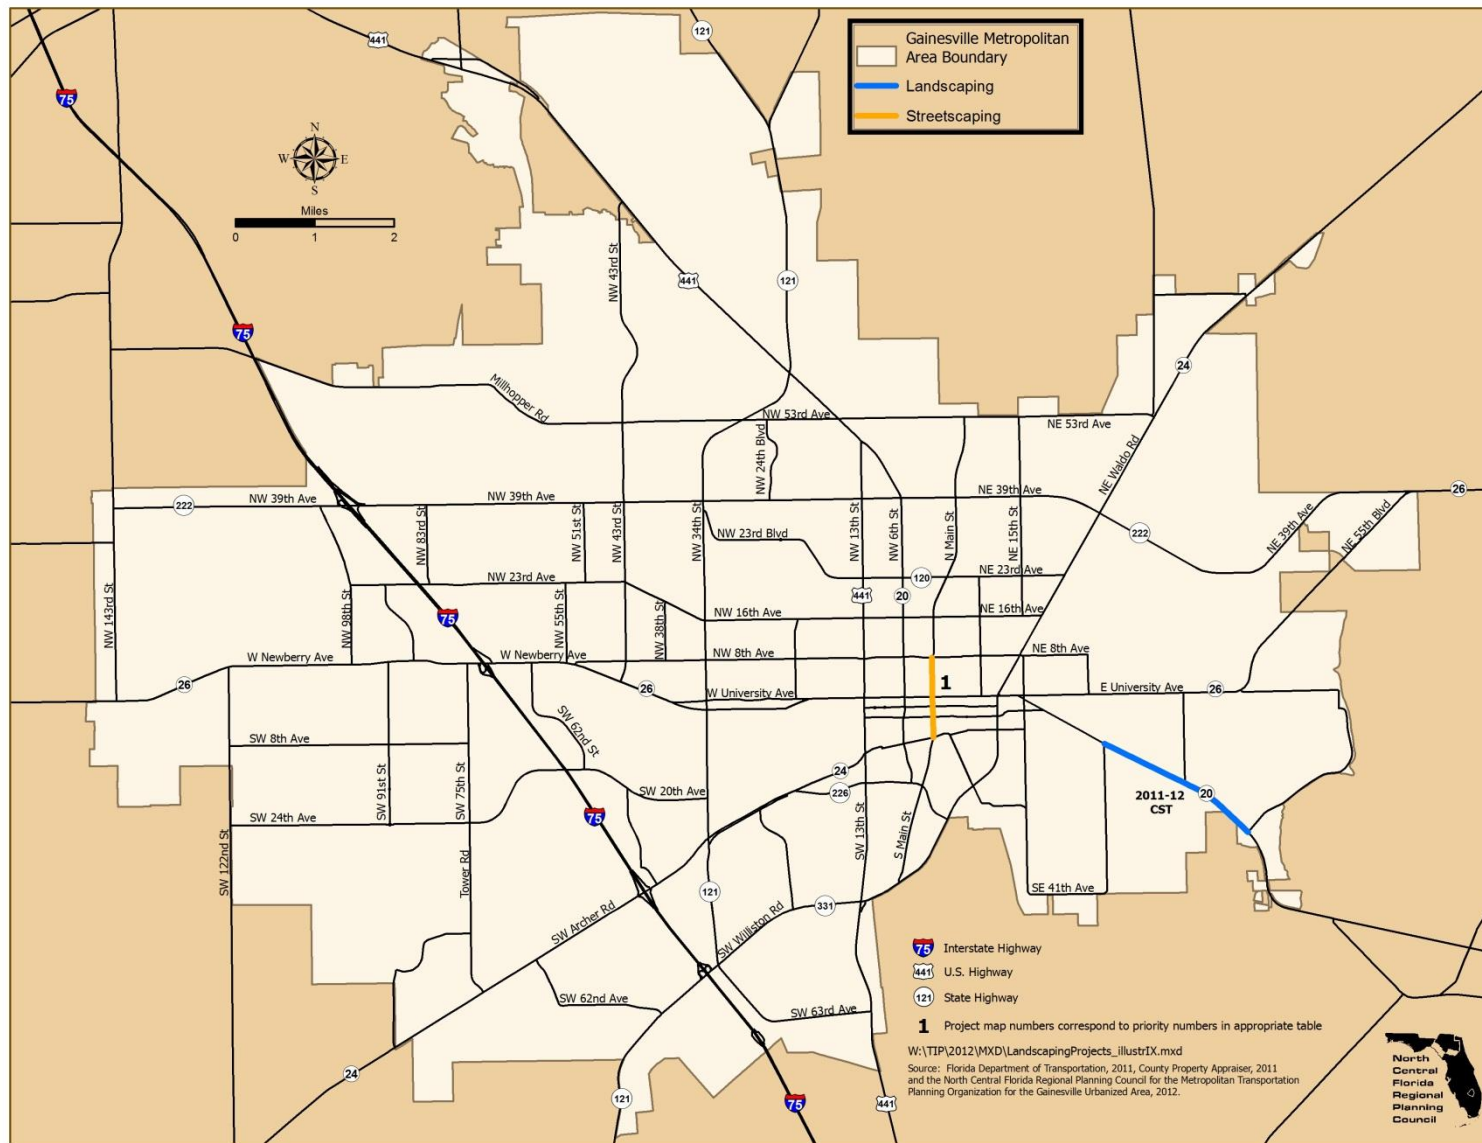 Gainesville Metropolitan
Area Boundary
Landscaping
Streetscaping
441
121
75
N
W
E
S
Miles
0
1
2
NW 43rd St
441
121
75
24
Millhopper Rd
NW 53rd Ave
NE 53rd Ave
NW 24th Blvd
NE Waldo Rd
222
NW 39th Ave
NW 39th Ave
NE 39th Ave
26
NW 83rd St
NW 51st St
NW 43rd St
NW 34th St
NW 23rd Blvd
NW 13th St
NW 6th St
N Main St
NE 15th St
222
NE 39th Ave
NE 55th Blvd
NW 23rd Ave
120
NE 23rd Ave
NW 143rd St
NW 98th St
75
NW 55th St
NW 38th St
NW 16th Ave
441
20
NE 16th Ave
W Newberry Ave
W Newberry Ave
NW 8th Ave
NE 8th Ave
26
26
W University Ave
1
E University Ave
26
SW 62nd St
SW 8th Ave
SW 91st St
SW 75th St
24
SW 20th Ave
226
2011-12
CST
20
SW 24th Ave
75
SW 122nd St
Tower Rd
SW 13th St
S Main St
121
SW Archer Rd
SW Williston Rd
331
SE 41th Ave
SW 62nd Ave
SW 63rd Ave
24
121
75
441
75 Interstate Highway
441 U.S. Highway
121 State Highway
1 Project map numbers correspond to priority numbers in appropriate table
W:\TIP\2012\MXD\LandscapingProjects_illustrIX.mxd
Source: Florida Department of Transportation, 2011, County Property Appraiser, 2011
and the North Central Florida Regional Planning Council for the Metropolitan Transportation
Planning Organization for the Gainesville Urbanized Area, 2012.
North
Central
Florida
Regional
Planning
Council